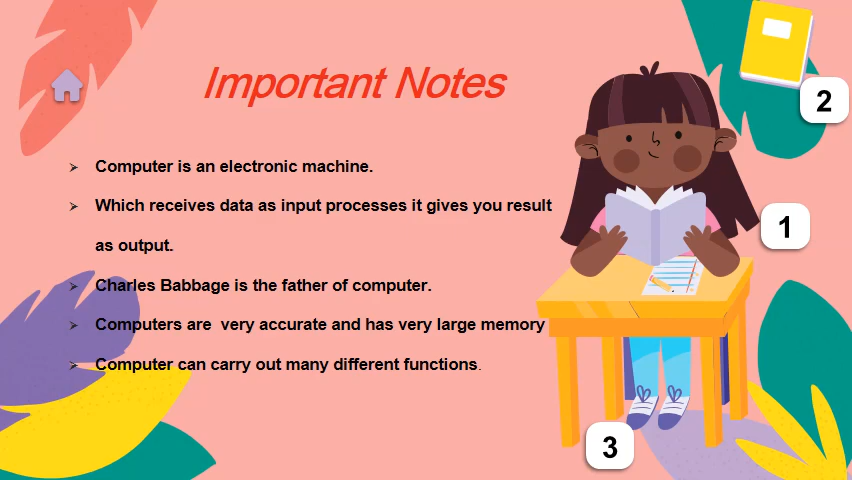 Important Notes
Computer is an electronic machine.
Which receives data as input processes it gives you result
as output.
Charles Babbage is the father of computer.
Computers are  very accurate and has very large memory
Computer can carry out many different functions.
2
1
3